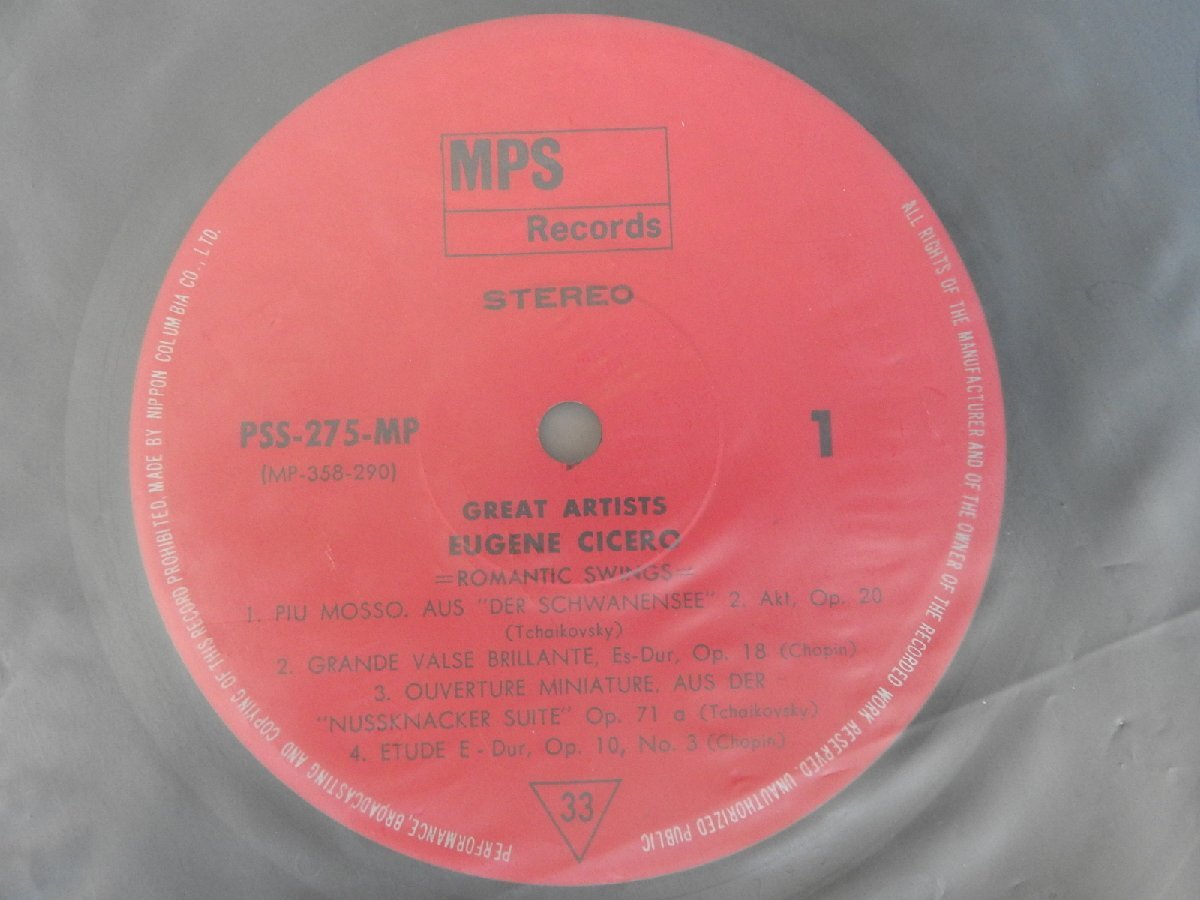 MPS
Records
STEREO
PSS-275-MP
1
(MP-358-290)
GREAT ARTISTS
EUGENE CICERO
=ROMANTIC SWINGS=
1. PIU MOSSO. AUS "DER SCHWANENSEE" 2. Akt, Op. 20
(Tchaikovsky)
2. GRANDE VALSE BRILLANTE, Es-Dur, Op. 18 (Chopin)
3. OUVERTURE MINIATURE, AUS DER
"NUSSKNACKER SUITE" Op. 71 a (Tchaikovsky)
4. ETUDE E-Dur, Op. 10, No. 3 (Chopin)
33
ALL RIGHTS OF THE MANUFACTURER AND OF THE OWNER OF THE RECORDED WORK RESERVED. UNAUTHORIZED PUBLIC
PERFORMANCE, BROADCASTING AND COPYING OF THIS RECORD PROHIBITED. MADE BY NIPPON COLUMBIA CO., LTD.